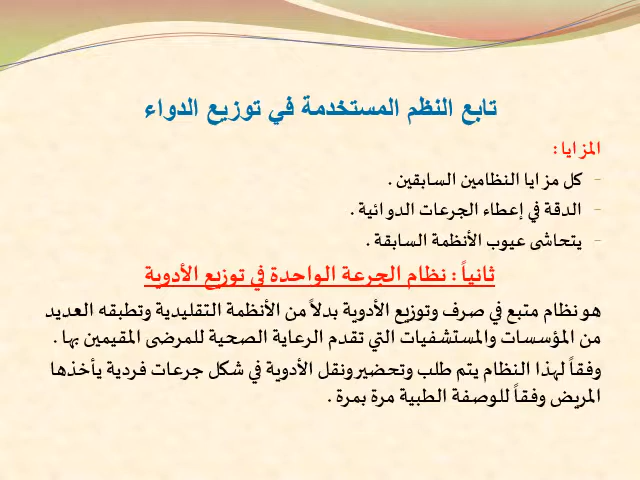 تابع النظم المستخدمة في توزيع الدواء
المزايا :
- كل مزايا النظامين السابقين .
- الدقة في إعطاء الجرعات الدوائية .
- يتحاشى عيوب الأنظمة السابقة .
ثانياً : نظام الجرعة الواحدة في توزيع الأدوية
هو نظام متبع في صرف وتوزيع الأدوية بدلاً من الأنظمة التقليدية وتطبقه العديد
من المؤسسات والمستشفيات التي تقدم الرعاية الصحية للمرضى المقيمين بها .
وفقاً لهذا النظام يتم طلب وتحضير ونقل الأدوية في شكل جرعات فردية يأخذها
المريض وفقاً للوصفة الطبية مرة بمرة .